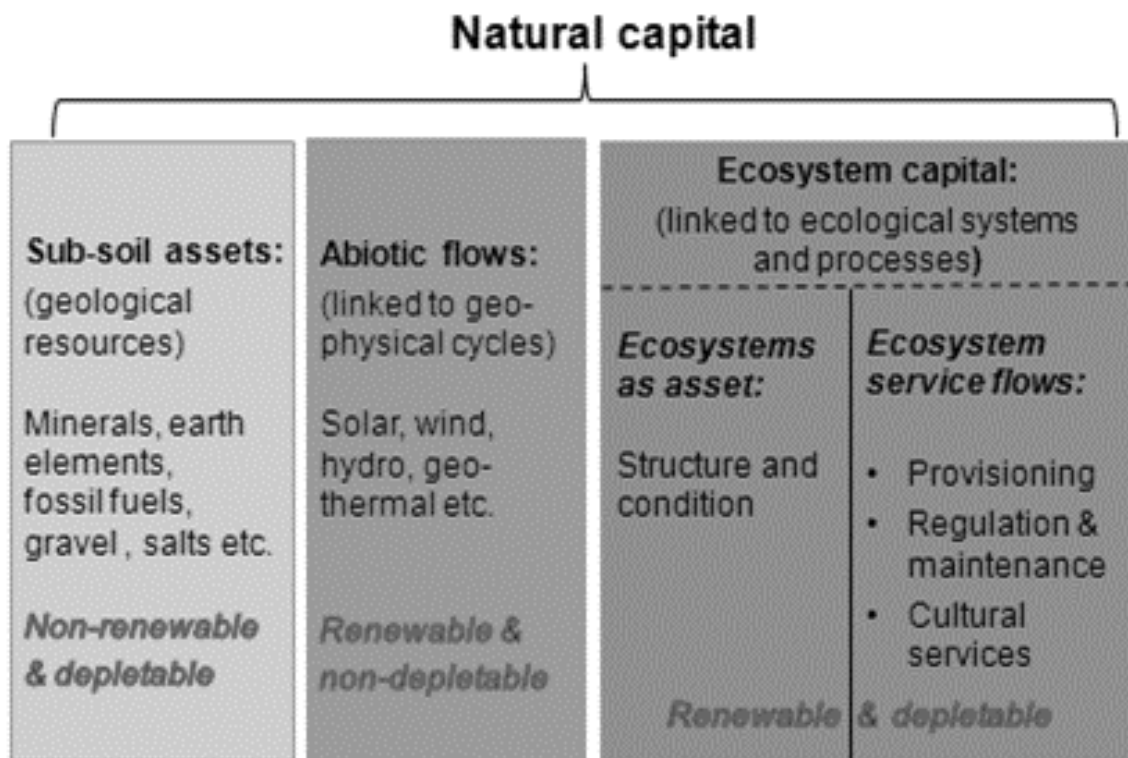 Natural capital
Sub-soil assets:
(geological
resources)
Minerals, earth
elements,
fossil fuels,
gravel , salts etc.
Non-renewable
& depletable
Abiotic flows:
(linked to geo-
physical cycles)
Solar, wind,
hydro, geo-
thermal etc.
Renewable &
non-depletable
Ecosystem capital:
(linked to ecological systems
and processes)
Ecosystems
as asset:
Structure and
condition
Ecosystem
service flows:
• Provisioning
• Regulation &
maintenance
• Cultural
services
Renewable & depletable